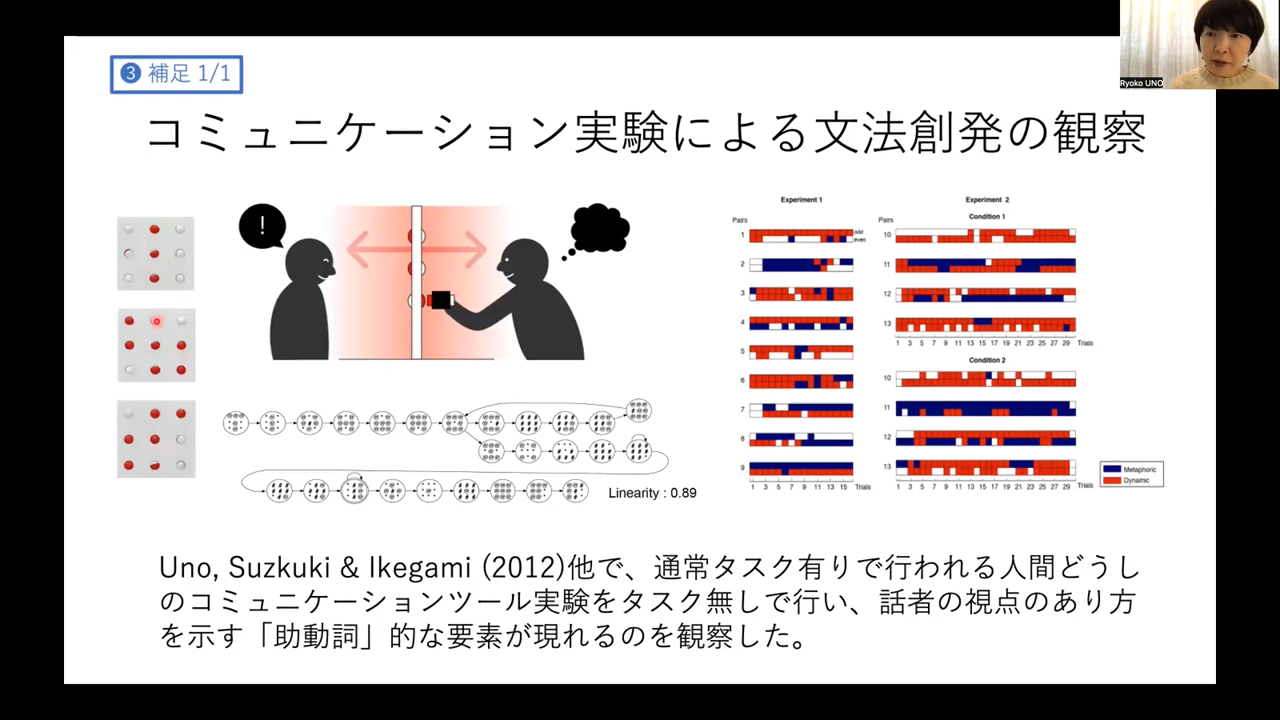 ❸ 補足 1/1
Ryoko UNO
コミュニケーション実験による文法創発の観察
!
Experiment 1
Pairs
1
odd
even
2
3
4
5
6
7
8
9
1 3 5 7 9 11 13 15 Trials
Experiment 2
Condition 1
Pairs
10
11
12
13
1 3 5 7 9 11 13 15 17 19 21 23 25 27 29 Trials
Condition 2
10
11
12
13
1 3 5 7 9 11 13 15 17 19 21 23 25 27 29 Trials
Metaphoric
Dynamic
Linearity : 0.89
Uno, Suzkuki & Ikegami (2012)他で、通常タスク有りで行われる人間どうし
のコミュニケーションツール実験をタスク無しで行い、話者の視点のあり方
を示す「助動詞」的な要素が現れるのを観察した。